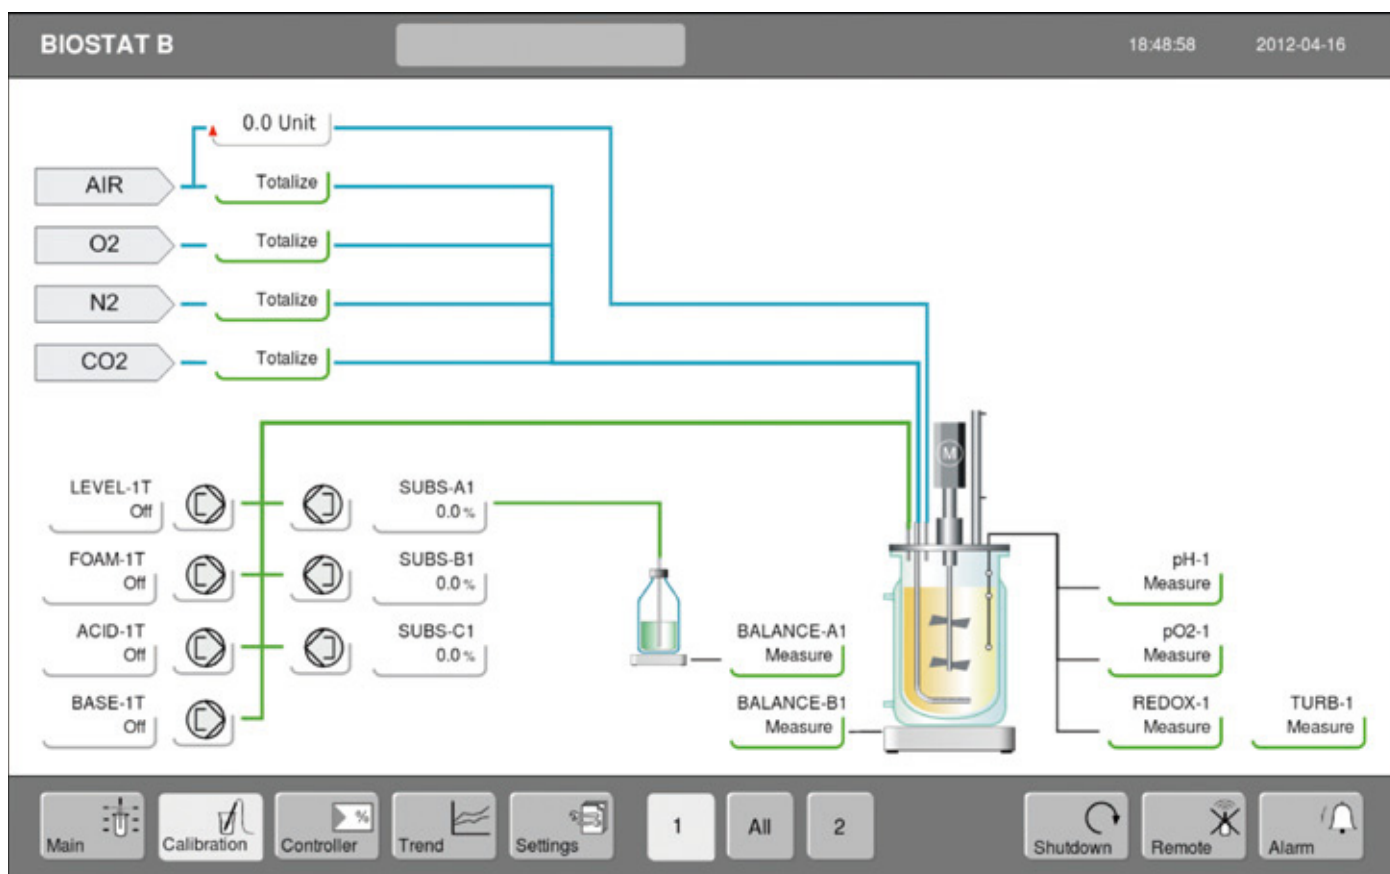 BIOSTAT B
18:48:58 2012-04-16
0.0 Unit
AIR Totalize
O2 Totalize
N2 Totalize
CO2 Totalize
M
LEVEL-1T
Off
SUBS-A1
0.0 %
FOAM-1T
Off
SUBS-B1
0.0 %
ACID-1T
Off
SUBS-C1
0.0 %
BASE-1T
Off
BALANCE-A1
Measure
BALANCE-B1
Measure
pH-1
Measure
pO2-1
Measure
REDOX-1
Measure
TURB-1
Measure
Main
Calibration
%
Controller
Trend
Settings
1
All
2
Shutdown
Remote
Alarm